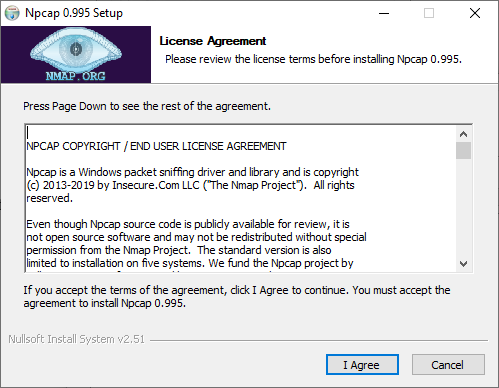 Npcap 0.995 Setup
NMAP.ORG
License Agreement
Please review the license terms before installing Npcap 0.995.
Press Page Down to see the rest of the agreement.
NPCAP COPYRIGHT / END USER LICENSE AGREEMENT
Npcap is a Windows packet sniffing driver and library and is copyright
(c) 2013-2019 by Insecure.Com LLC ("The Nmap Project").  All rights
reserved.
Even though Npcap source code is publicly available for review, it is
not open source software and may not be redistributed without special
permission from the Nmap Project.  The standard version is also
limited to installation on five systems. We fund the Npcap project by
If you accept the terms of the agreement, click I Agree to continue. You must accept the
agreement to install Npcap 0.995.
Nullsoft Install System v2.51
I Agree
Cancel